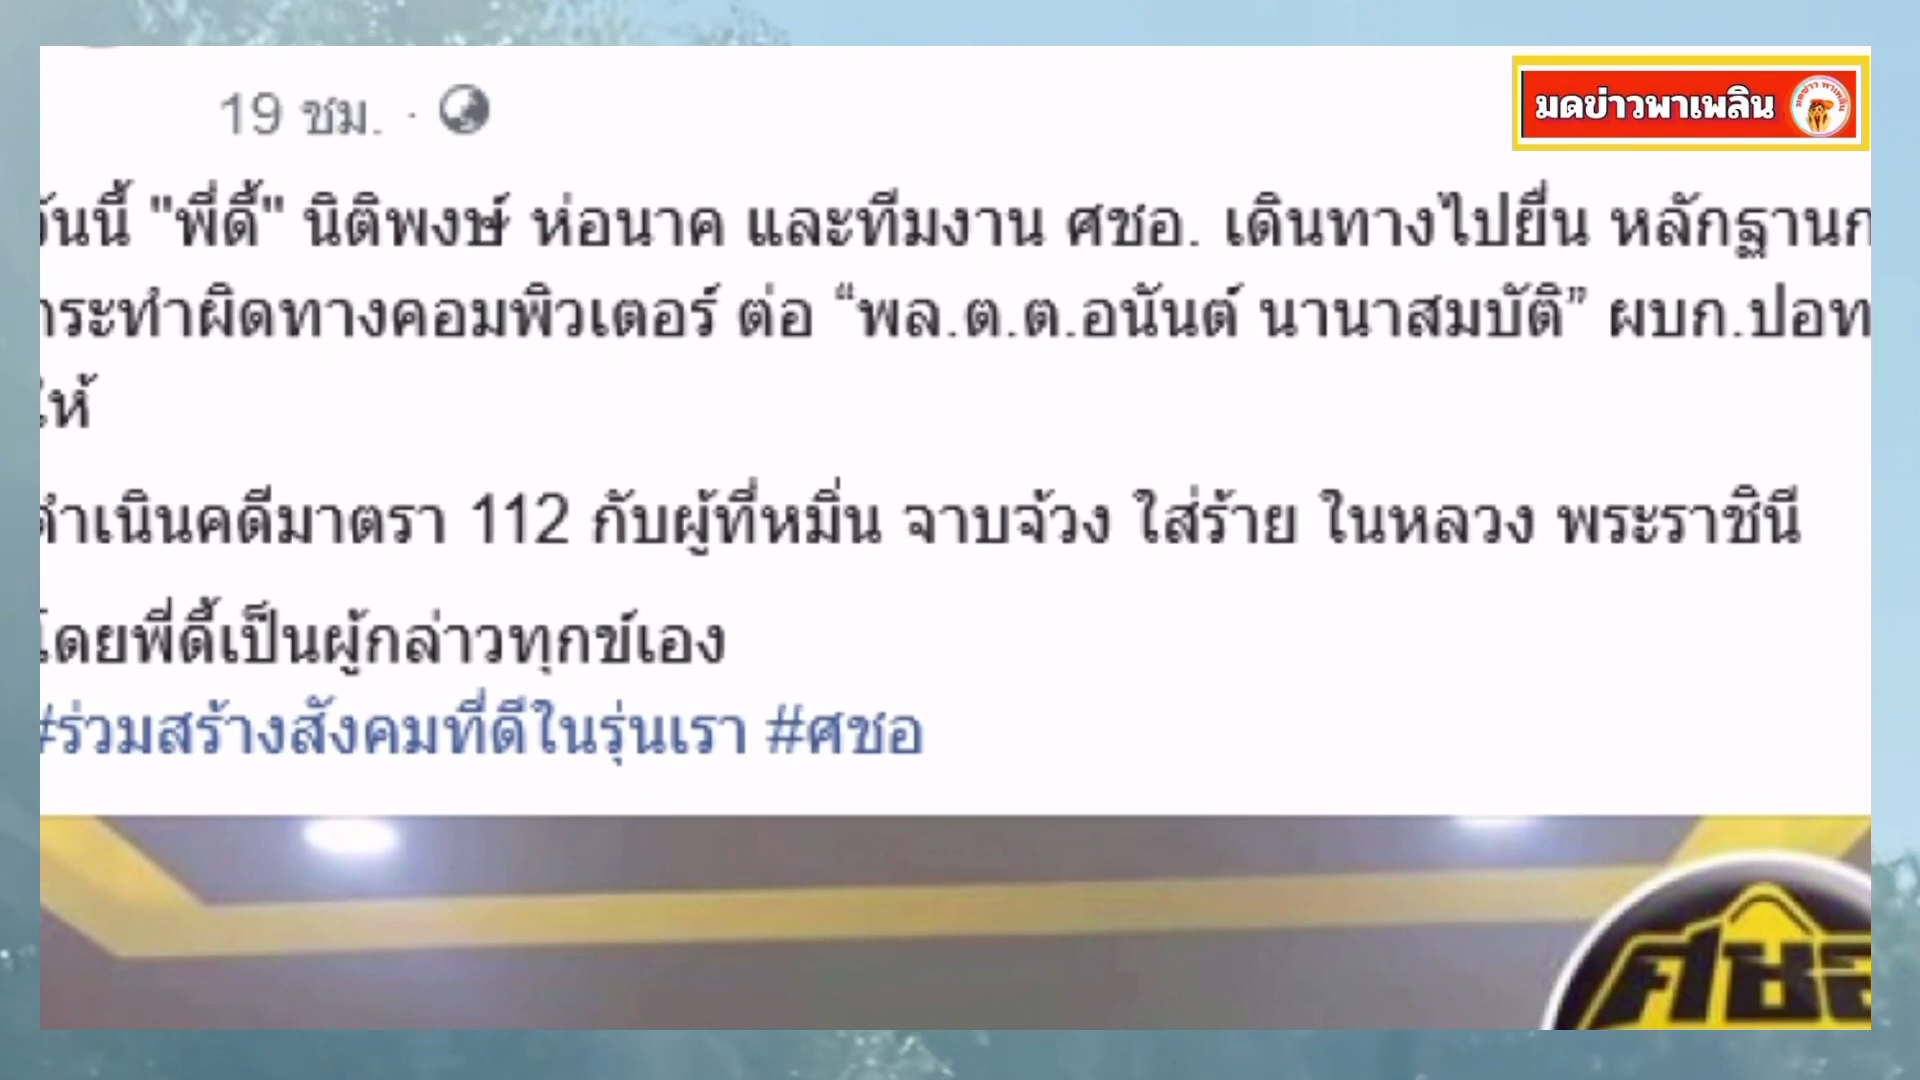 19 ชม. ·
มดข่าวพาเพลิน
วันนี้ "พี่ดี้" นิติพงษ์ ห่อนาค และทีมงาน ศชอ. เดินทางไปยื่น หลักฐานก
กระทำผิดทางคอมพิวเตอร์ ต่อ “พล.ต.ต.อนันต์ นานาสมบัติ” ผบก.ปอท
ให้
ดำเนินคดีมาตรา 112 กับผู้ที่หมิ่น จาบจ้วง ใส่ร้าย ในหลวง พระราชินี
โดยพี่ดี้เป็นผู้กล่าวทุกข์เอง
#ร่วมสร้างสังคมที่ดีในรุ่นเรา #ศชอ
ศชอ